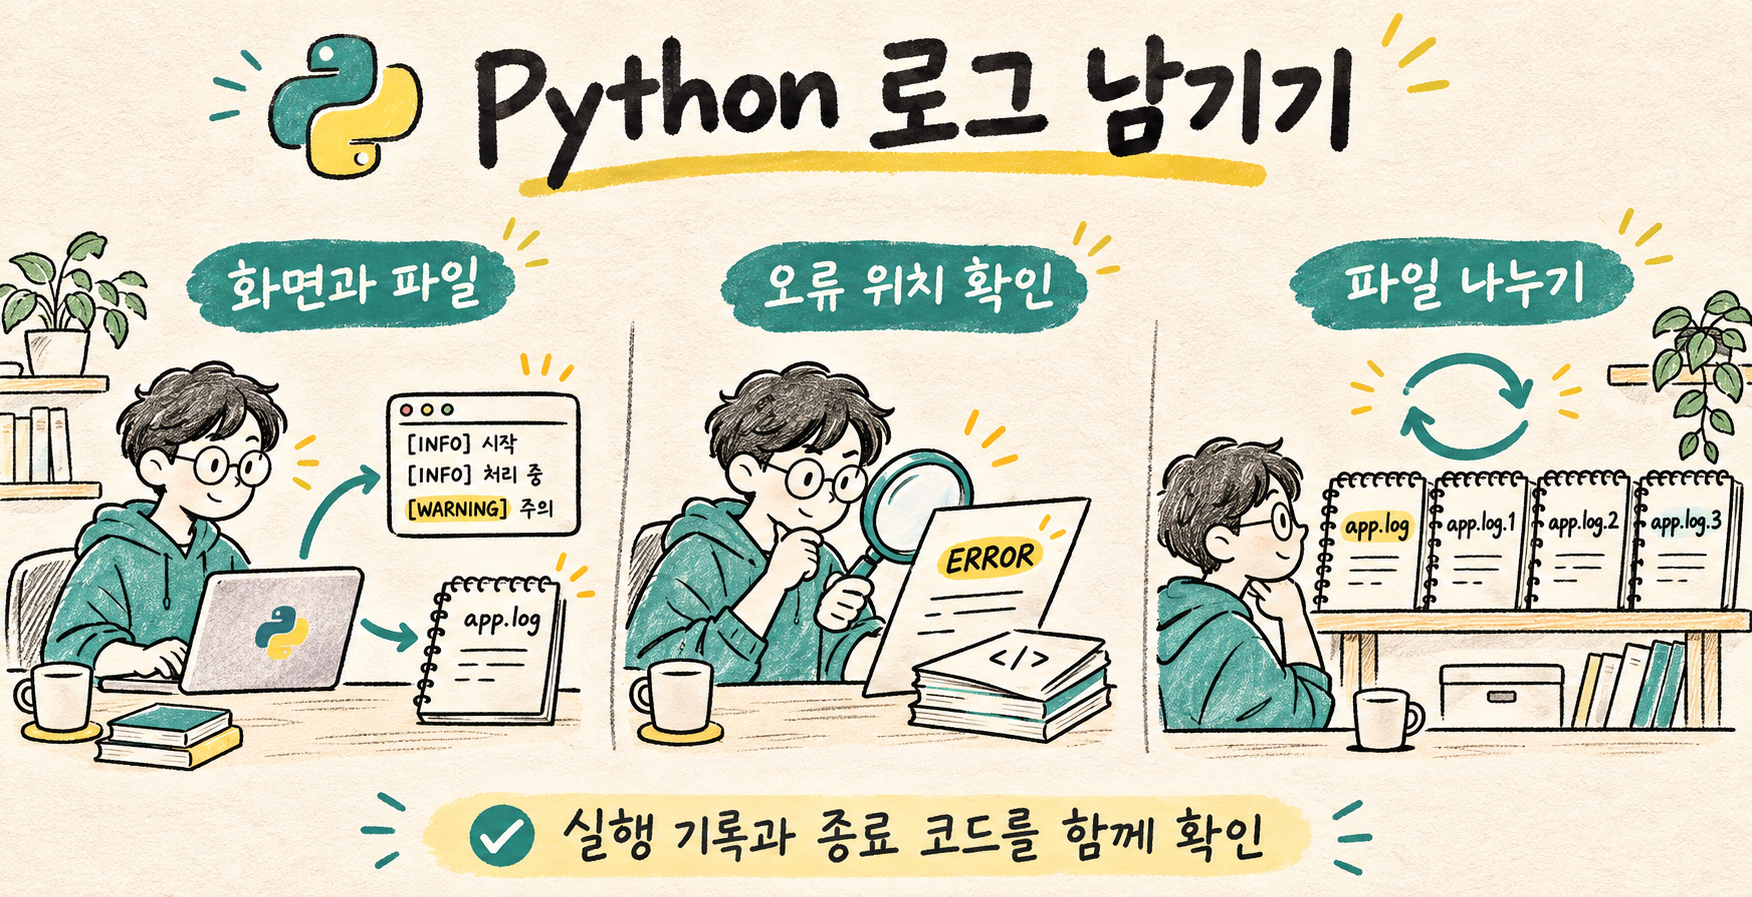 Python 로그 남기기
화면과 파일
[INFO] 시작
[INFO] 처리 중
[WARNING] 주의
app.log
오류 위치 확인
ERROR
</>
파일 나누기
app.log
app.log.1
app.log.2
app.log.3
실행 기록과 종료 코드를 함께 확인